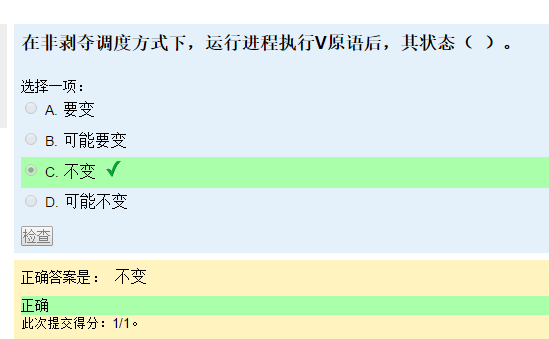 在非剥夺调度方式下，运行进程执行V原语后，其状态（ ）。
选择一项：
A. 要变
B. 可能要变
C. 不变
D. 可能不变
检查
正确答案是： 不变
正确
此次提交得分：1/1。